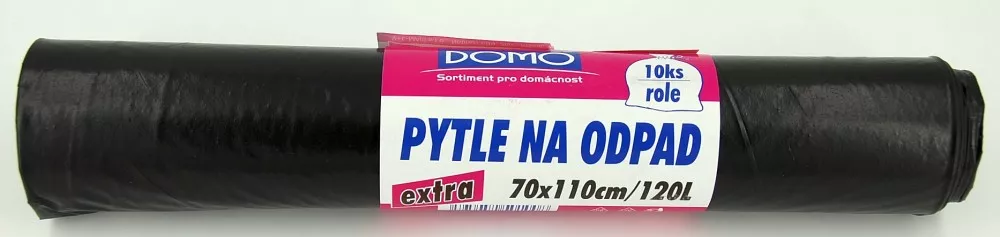 DOMO
Sortiment pro domácnost
10ks
role
PYTLE NA ODPAD
extra
70x110cm/120L